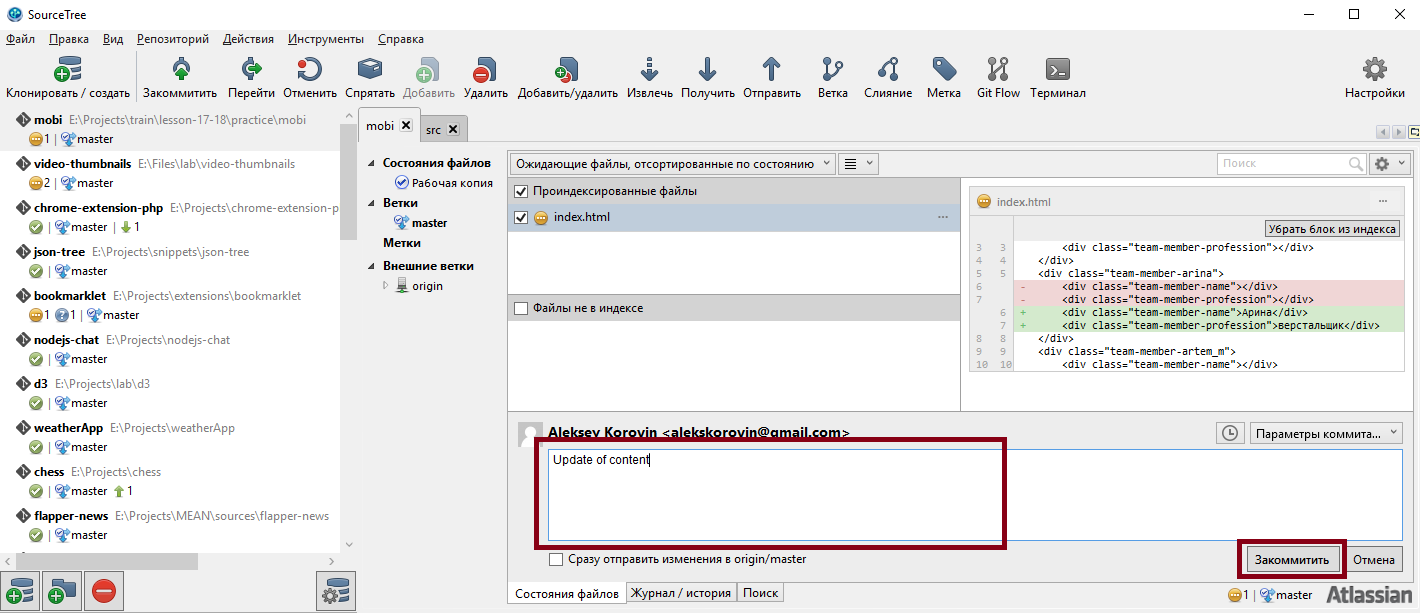 SourceTree
Файл Правка Вид Репозиторий Действия Инструменты Справка
Клонировать / создать Закоммитить Перейти Отменить Спрятать Добавить Удалить Добавить/удалить Извлечь Получить Отправить Ветка Слияние Метка Git Flow Терминал Настройки
mobi E:\Projects\train\lesson-17-18\practice\mobi
1 | master
video-thumbnails E:\Files\lab\video-thumbnails
2 | master
chrome-extension-php E:\Projects\chrome-extension-p
| master | 1
json-tree E:\Projects\snippets\json-tree
| master
bookmarklet E:\Projects\extensions\bookmarklet
1 ? 1 | master
nodejs-chat E:\Projects\nodejs-chat
| master
d3 E:\Projects\lab\d3
| master
weatherApp E:\Projects\weatherApp
| master
chess E:\Projects\chess
| master 1
flapper-news E:\Projects\MEAN\sources\flapper-news
| master
mobi src
Состояния файлов
Рабочая копия
Ветки
master
Метки
Внешние ветки
origin
Ожидающие файлы, отсортированные по состоянию
Поиск
Проиндексированные файлы
index.html ...
Файлы не в индексе
index.html ...
Убрать блок из индекса
3 3 <div class="team-member-profession"></div>
4 4 </div>
5 5 <div class="team-member-arina">
6 - <div class="team-member-name"></div>
7 - <div class="team-member-profession"></div>
6 + <div class="team-member-name">Арина</div>
7 + <div class="team-member-profession">верстальщик</div>
8 8 </div>
9 9 <div class="team-member-artem_m">
10 10 <div class="team-member-name"></div>
Aleksey Korovin <alekskorovin@gmail.com>
Параметры коммита...
Update of content
Сразу отправить изменения в origin/master
Закоммитить Отмена
Состояния файлов Журнал / история Поиск
1 master Atlassian